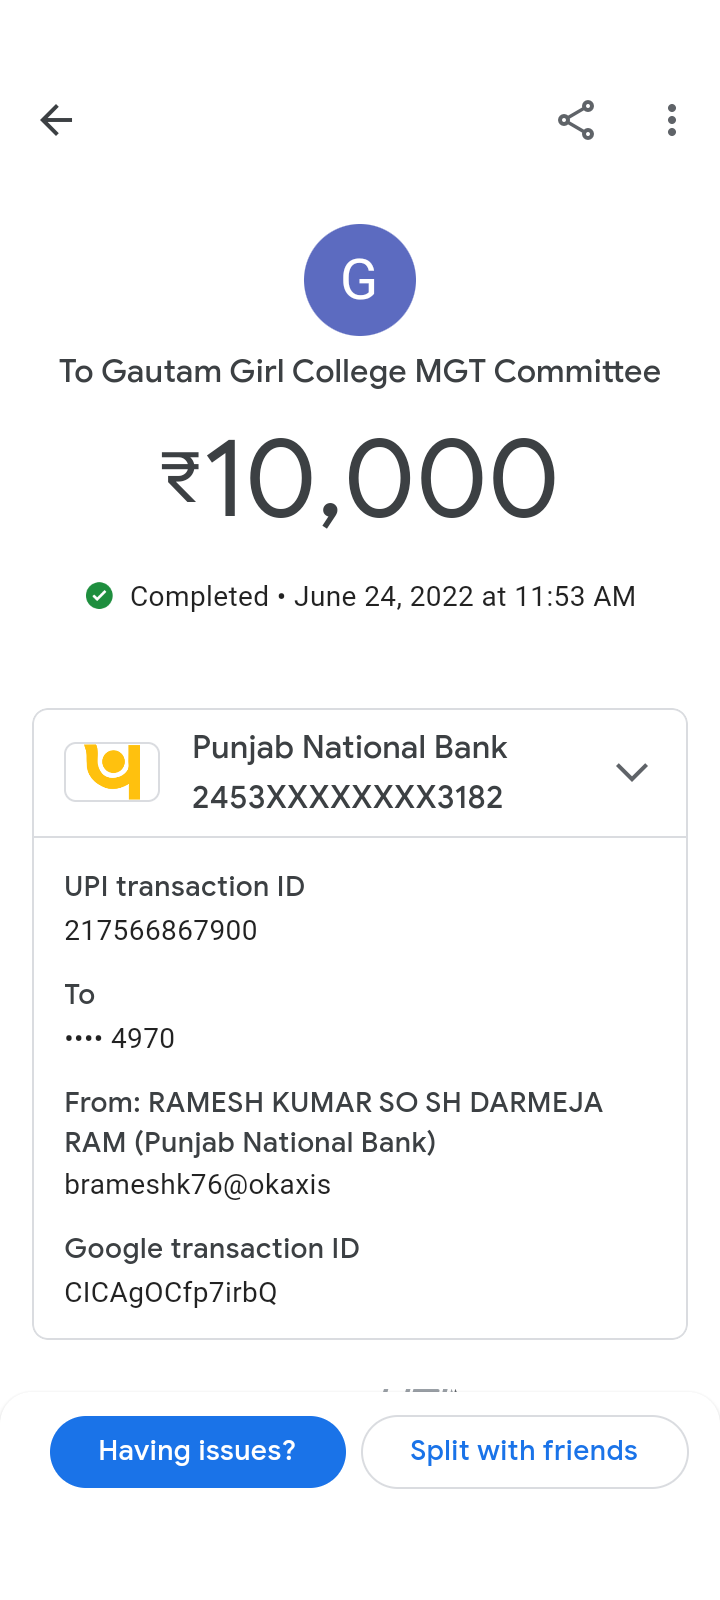 G
To Gautam Girl College MGT Committee
₹10,000
Completed • June 24, 2022 at 11:53 AM
Punjab National Bank
2453XXXXXXXX3182
UPI transaction ID
217566867900
To
•••• 4970
From: RAMESH KUMAR SO SH DARMEJA
RAM (Punjab National Bank)
brameshk76@okaxis
Google transaction ID
CICAgOCfp7irbQ
Having issues?
Split with friends